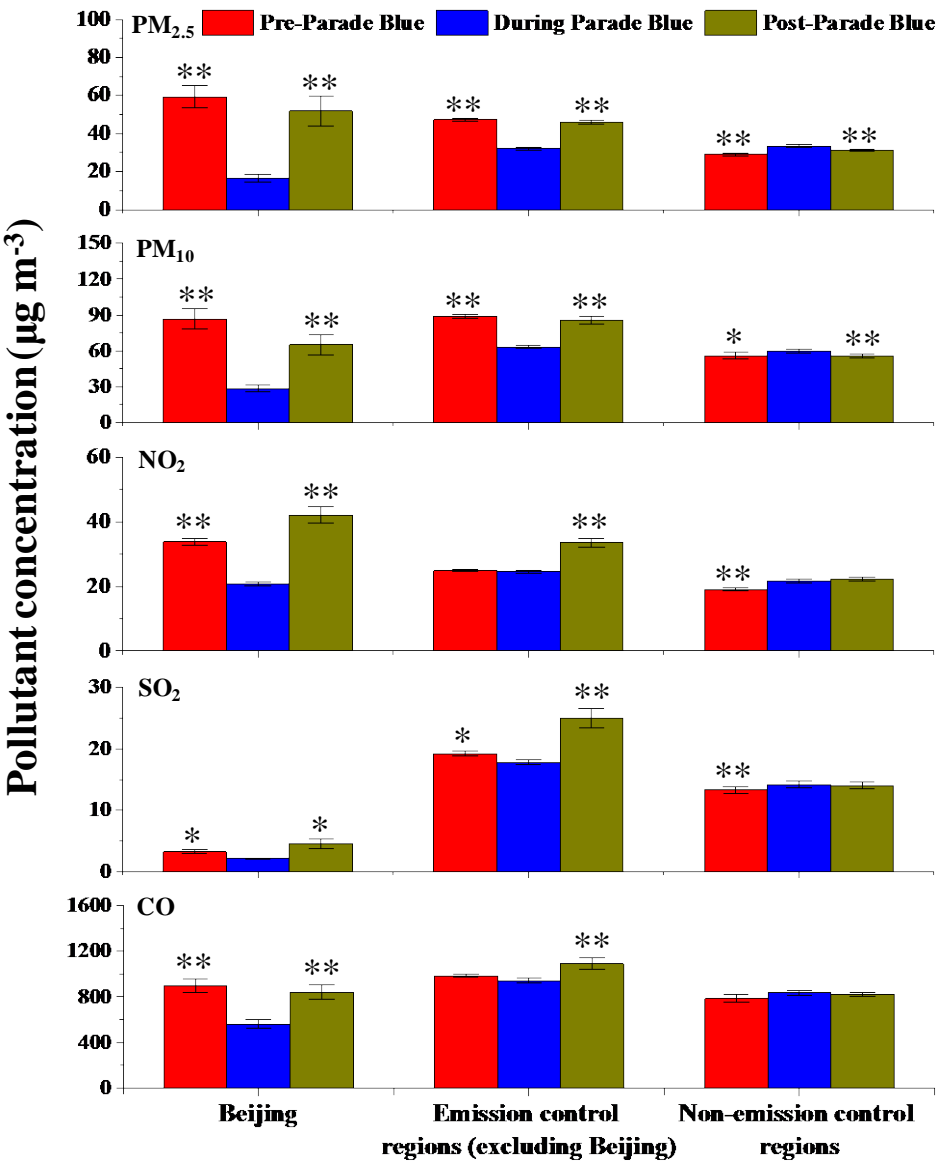 PM2.5 Pre-Parade Blue During Parade Blue Post-Parade Blue
100
80
60
40
20
0
** ** ** ** ** **
PM10
150
120
90
60
30
0
** ** ** ** * **
NO2
60
40
20
0
** ** ** **
SO2
30
20
10
0
* * * ** **
CO
1600
1200
800
400
0
** ** **
Pollutant concentration (μg m-3)
Beijing Emission control Non-emission control
regions (excluding Beijing) regions